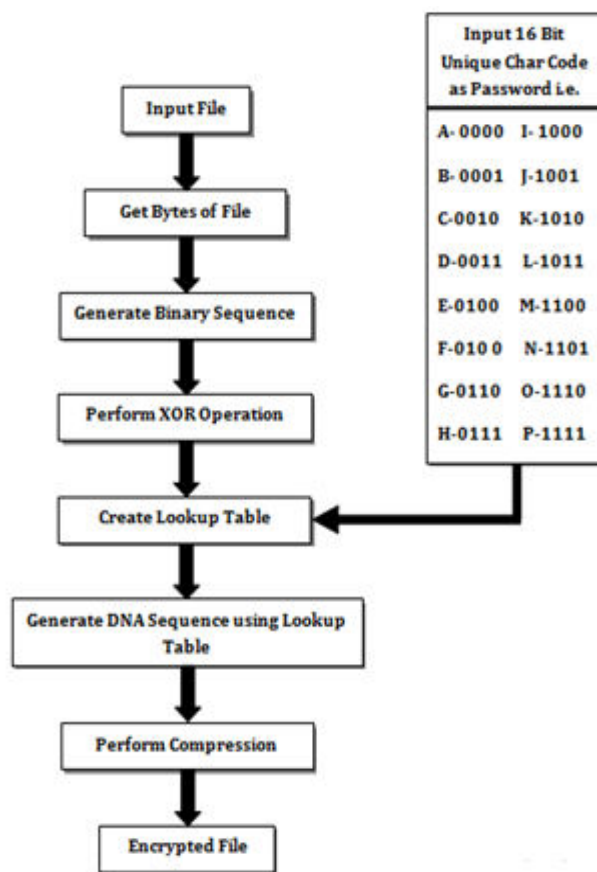 Input 16 Bit
Unique Char Code
as Password i.e.
A- 0000 I- 1000
B- 0001 J-1001
C-0010 K-1010
D-0011 L-1011
E-0100 M-1100
F-010 0 N-1101
G-0110 O-1110
H-0111 P-1111
Input File
Get Bytes of File
Generate Binary Sequence
Perform XOR Operation
Create Lookup Table
Generate DNA Sequence using Lookup
Table
Perform Compression
Encrypted File